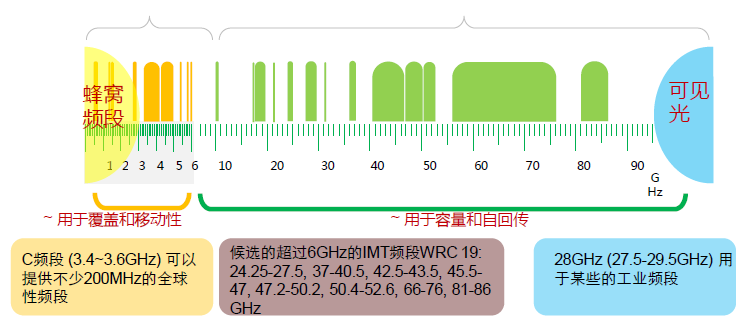 蜂窝
频段
可见
光
1 2 3 4 5 6 10 20 30 40 50 60 70 80 90 G
Hz
~ 用于覆盖和移动性
~ 用于容量和自回传
C频段 (3.4~3.6GHz) 可以
提供不少200MHz的全球
性频段
候选的超过6GHz的IMT频段WRC 19:
24.25-27.5, 37-40.5, 42.5-43.5, 45.5-
47, 47.2-50.2, 50.4-52.6, 66-76, 81-86
GHz
28GHz (27.5-29.5GHz) 用
于某些的工业频段